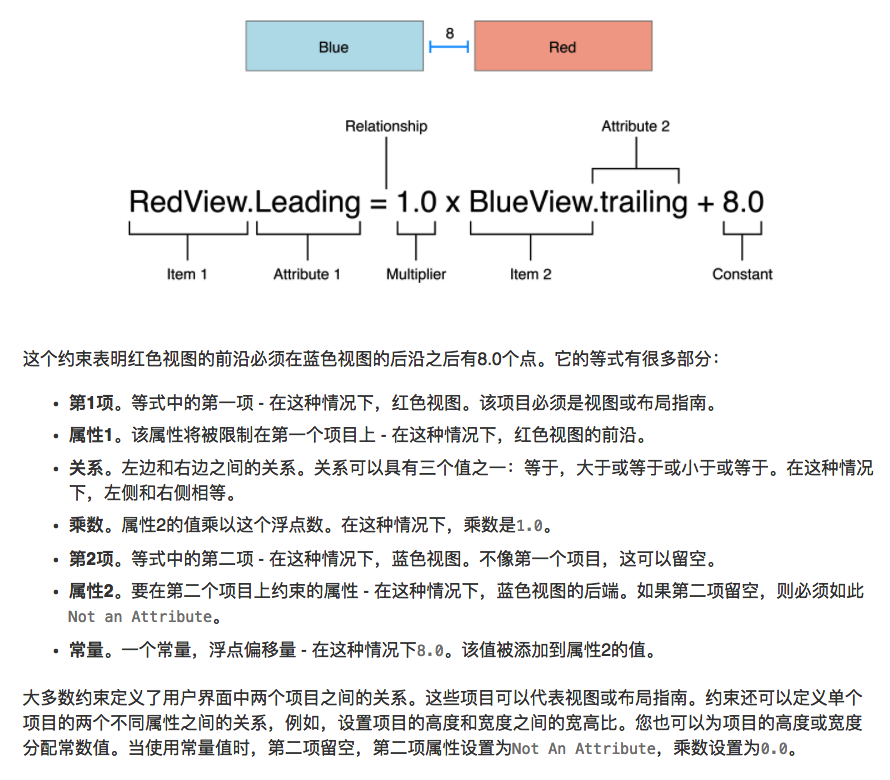 8
Blue
Red
Relationship
Attribute 2
RedView.Leading = 1.0 x BlueView.trailing + 8.0
Item 1
Attribute 1
Multiplier
Item 2
Constant
这个约束表明红色视图的前沿必须在蓝色视图的后沿之后有8.0个点。它的等式有很多部分：
• 第1项。等式中的第一项 - 在这种情况下，红色视图。该项目必须是视图或布局指南。
• 属性1。该属性将被限制在第一个项目上 - 在这种情况下，红色视图的前沿。
• 关系。左边和右边之间的关系。关系可以具有三个值之一：等于，大于或等于或小于或等于。在这种情况
下，左侧和右侧相等。
• 乘数。属性2的值乘以这个浮点数。在这种情况下，乘数是1.0。
• 第2项。等式中的第二项 - 在这种情况下，蓝色视图。不像第一个项目，这可以留空。
• 属性2。要在第二个项目上约束的属性 - 在这种情况下，蓝色视图的后端。如果第二项留空，则必须如此
Not an Attribute。
• 常量。一个常量，浮点偏移量 - 在这种情况下8.0。该值被添加到属性2的值。
大多数约束定义了用户界面中两个项目之间的关系。这些项目可以代表视图或布局指南。约束还可以定义单个
项目的两个不同属性之间的关系，例如，设置项目的高度和宽度之间的宽高比。您也可以为项目的高度或宽度
分配常数值。当使用常量值时，第二项留空，第二项属性设置为Not An Attribute，乘数设置为0.0。